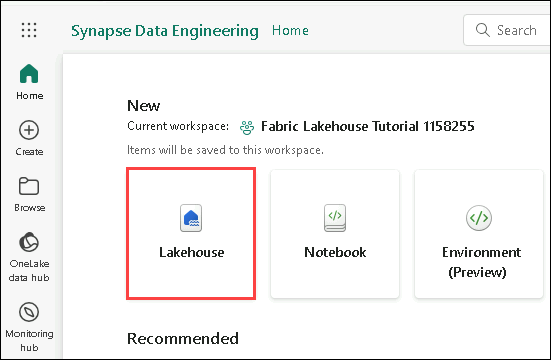 Synapse Data Engineering Home
Search
Home
Create
Browse
OneLake
data hub
Monitoring
hub
New
Current workspace: Fabric Lakehouse Tutorial 1158255
Items will be saved to this workspace.
Lakehouse
Notebook
Environment
(Preview)
Recommended